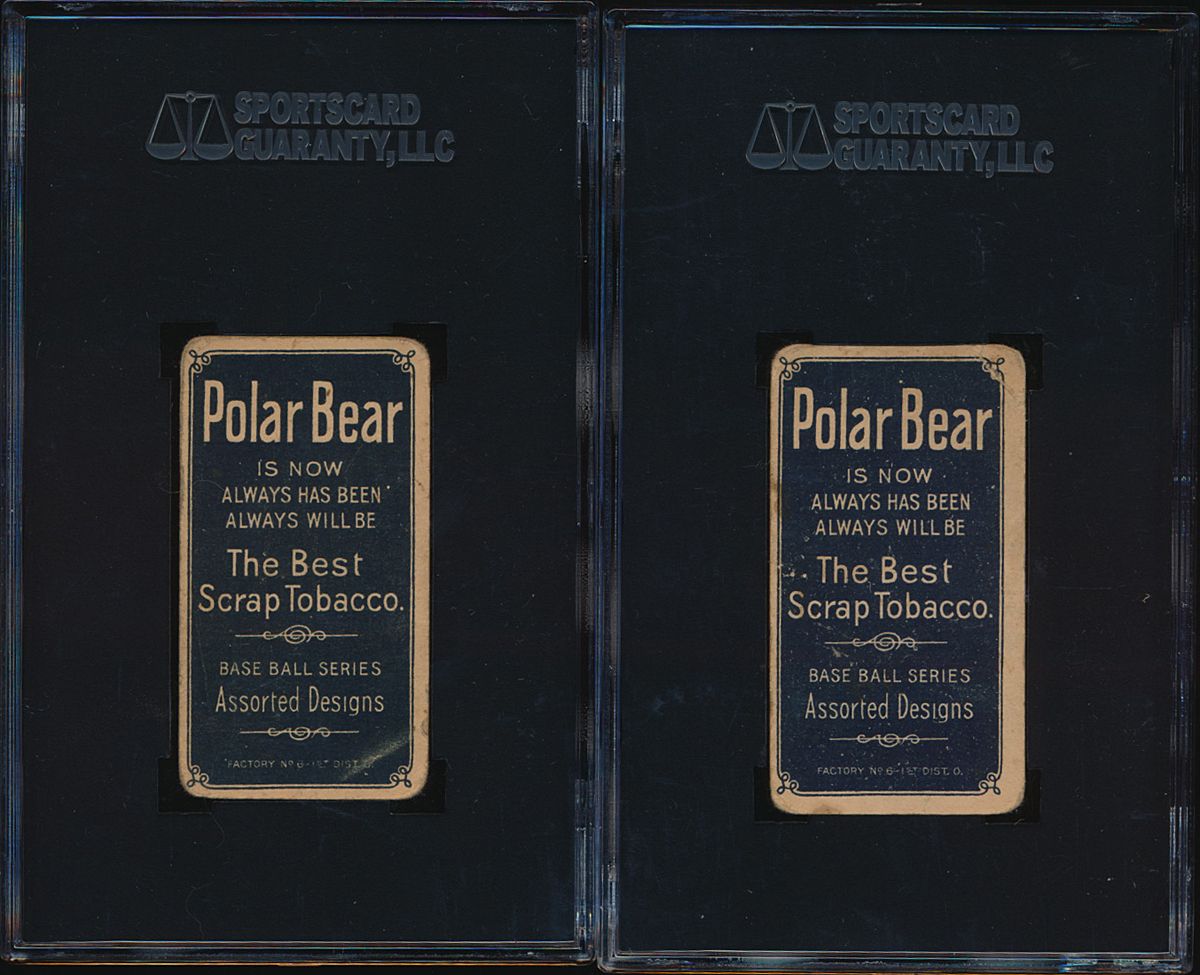 SPORTSCARD
GUARANTY, LLC
Polar Bear
IS NOW
ALWAYS HAS BEEN
ALWAYS WILL BE
The Best
Scrap Tobacco.
BASE BALL SERIES
Assorted Designs
FACTORY Nº 6-1ST DIST. O.
SPORTSCARD
GUARANTY, LLC
Polar Bear
IS NOW
ALWAYS HAS BEEN
ALWAYS WILL BE
The Best
Scrap Tobacco.
BASE BALL SERIES
Assorted Designs
FACTORY Nº 6-1ST DIST. O.